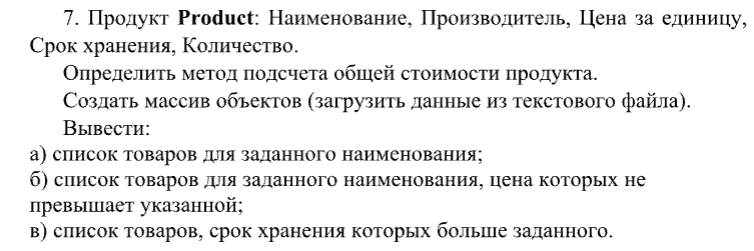 7. Продукт Product: Наименование, Производитель, Цена за единицу,
Срок хранения, Количество.
Определить метод подсчета общей стоимости продукта.
Создать массив объектов (загрузить данные из текстового файла).
Вывести:
а) список товаров для заданного наименования;
б) список товаров для заданного наименования, цена которых не
превышает указанной;
в) список товаров, срок хранения которых больше заданного.